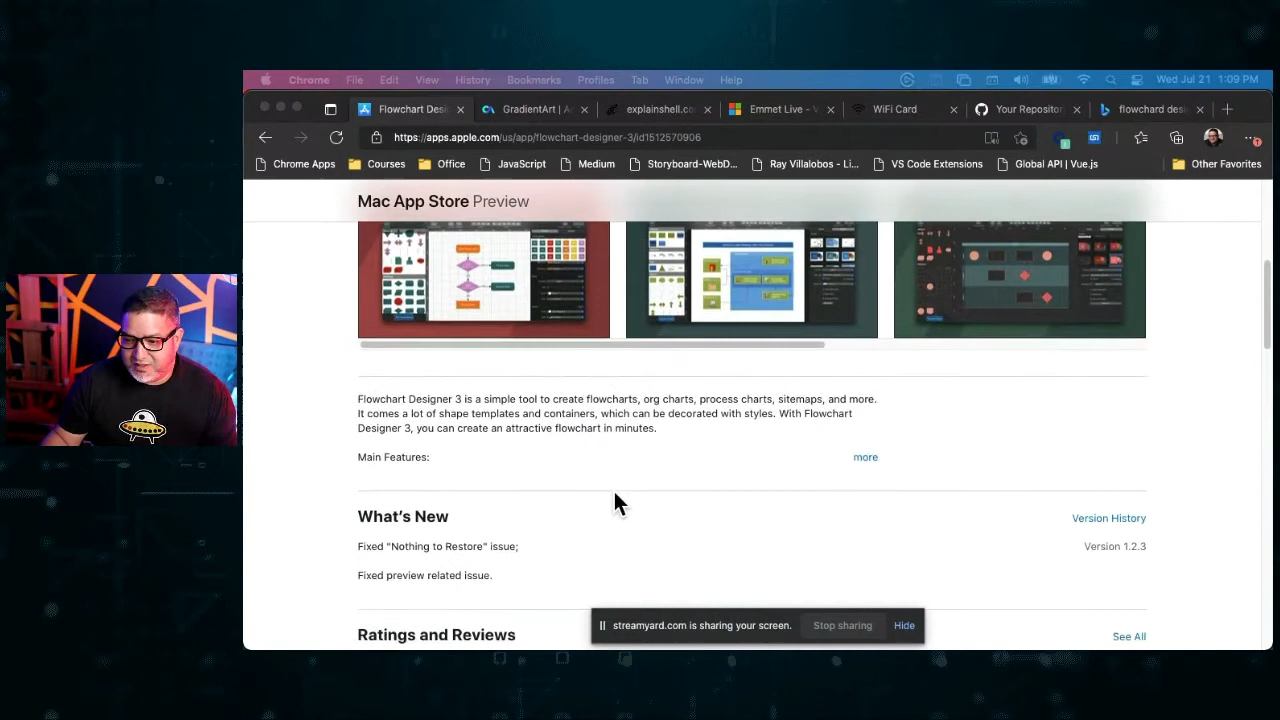 Chrome File Edit View History Bookmarks Profiles Tab Window Help Wed Jul 21 1:09 PM
Flowchart Desi GradientArt | A explainshell.co Emmet Live - V WiFi Card Your Reposito flowchard desi
https://apps.apple.com/us/app/flowchart-designer-3/id1512570906
Chrome Apps Courses Office JavaScript Medium Storyboard-WebD... Ray Villalobos - Li... VS Code Extensions Global API | Vue.js Other Favorites
Mac App Store Preview
Flowchart Designer 3 is a simple tool to create flowcharts, org charts, process charts, sitemaps, and more.
It comes a lot of shape templates and containers, which can be decorated with styles. With Flowchart
Designer 3, you can create an attractive flowchart in minutes.
Main Features: more
What's New Version History
Fixed "Nothing to Restore" issue; Version 1.2.3
Fixed preview related issue.
streamyard.com is sharing your screen. Stop sharing Hide
Ratings and Reviews See All